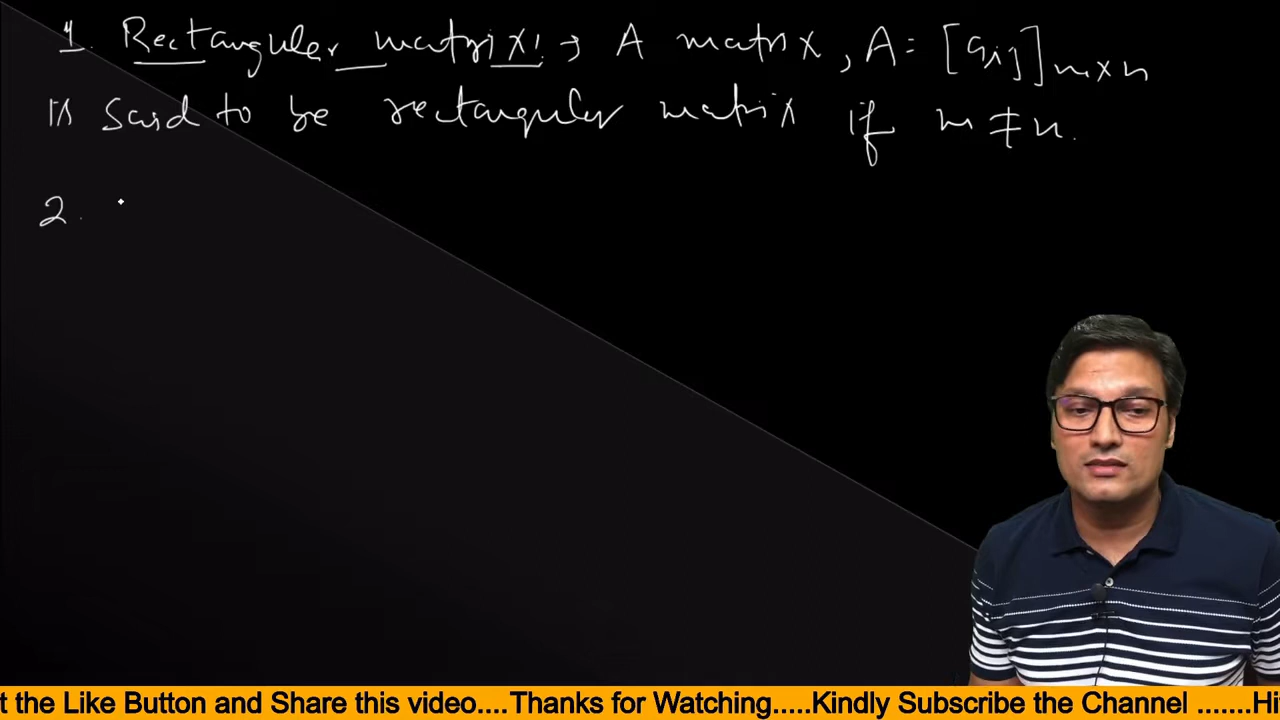 1. Rectangular matrix :→ A matrix, A = [aij]m×n
is said to be rectangular matrix if m ≠ n.
2.
t the Like Button and Share this video....Thanks for Watching.....Kindly Subscribe the Channel .......Hi